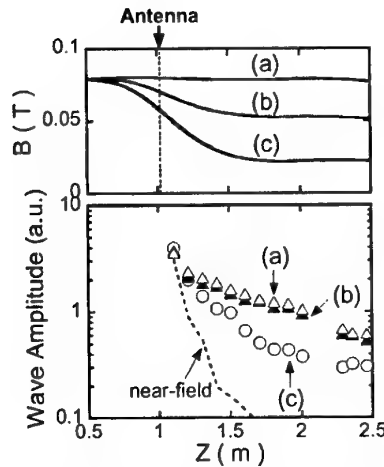 Antenna
0.1
B ( T )
0.05
0
(a)
(b)
(c)
10
Wave Amplitude (a.u.)
1
0.1
(a)
(b)
near-field
(c)
0.5 1 1.5 2 2.5
Z ( m )